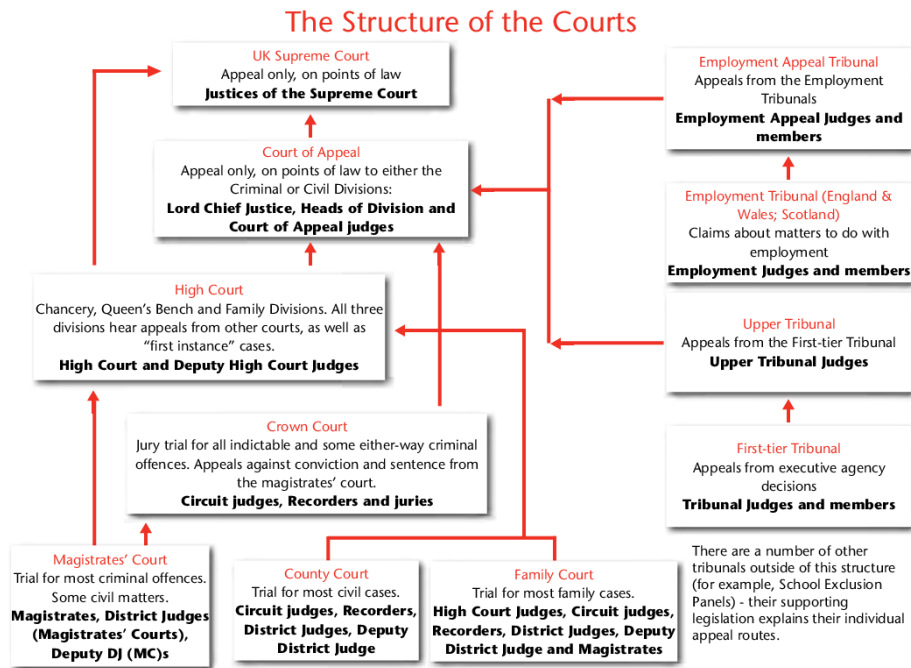 The Structure of the Courts
UK Supreme Court
Appeal only, on points of law
Justices of the Supreme Court
Court of Appeal
Appeal only, on points of law to either the
Criminal or Civil Divisions:
Lord Chief Justice, Heads of Division and
Court of Appeal judges
High Court
Chancery, Queen's Bench and Family Divisions. All three
divisions hear appeals from other courts, as well as
“first instance” cases.
High Court and Deputy High Court Judges
Crown Court
Jury trial for all indictable and some either-way criminal
offences. Appeals against conviction and sentence from
the magistrates' court.
Circuit judges, Recorders and juries
Magistrates' Court
Trial for most criminal offences.
Some civil matters.
Magistrates, District Judges
(Magistrates' Courts),
Deputy DJ (MC)s
County Court
Trial for most civil cases.
Circuit judges, Recorders,
District Judges, Deputy
District Judge
Family Court
Trial for most family cases.
High Court Judges, Circuit judges,
Recorders, District Judges, Deputy
District Judge and Magistrates
Employment Appeal Tribunal
Appeals from the Employment
Tribunals
Employment Appeal Judges and
members
Employment Tribunal (England &
Wales; Scotland)
Claims about matters to do with
employment
Employment Judges and members
Upper Tribunal
Appeals from the First-tier Tribunal
Upper Tribunal Judges
First-tier Tribunal
Appeals from executive agency
decisions
Tribunal Judges and members
There are a number of other
tribunals outside of this structure
(for example, School Exclusion
Panels) - their supporting
legislation explains their individual
appeal routes.